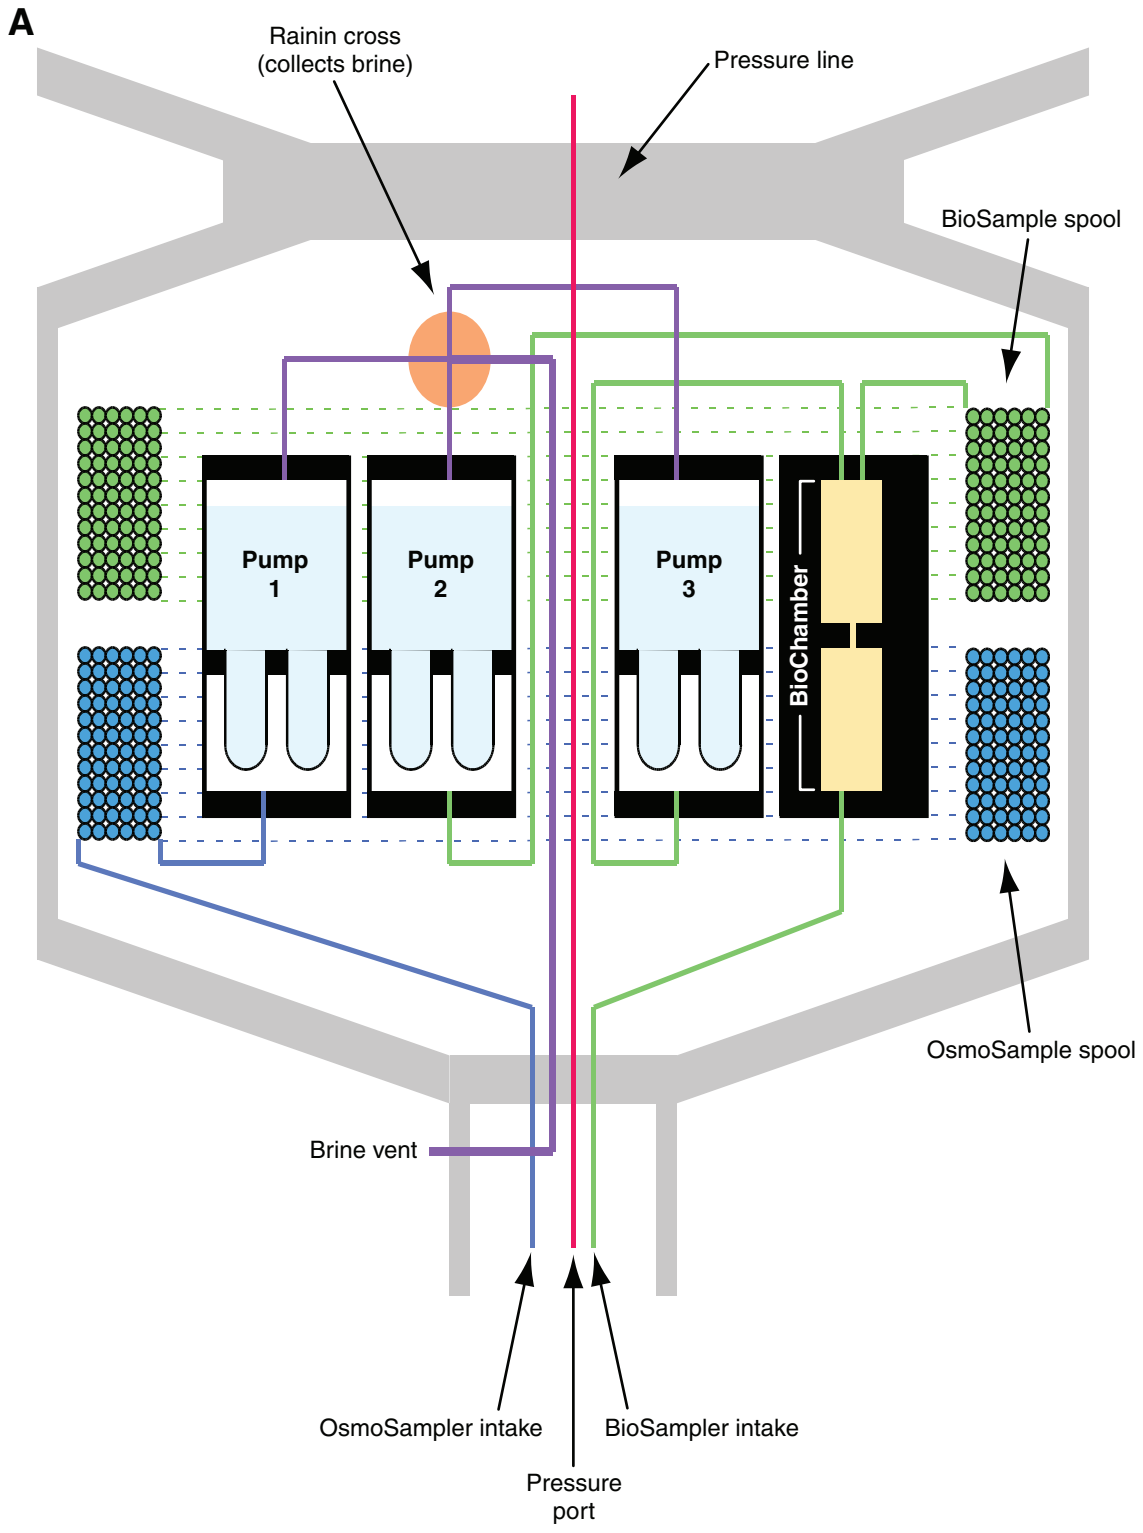 A
Rainin cross
(collects brine)
Pressure line
BioSample spool
Pump
1
Pump
2
Pump
3
BioChamber
OsmoSample spool
Brine vent
OsmoSampler intake
BioSampler intake
Pressure
port